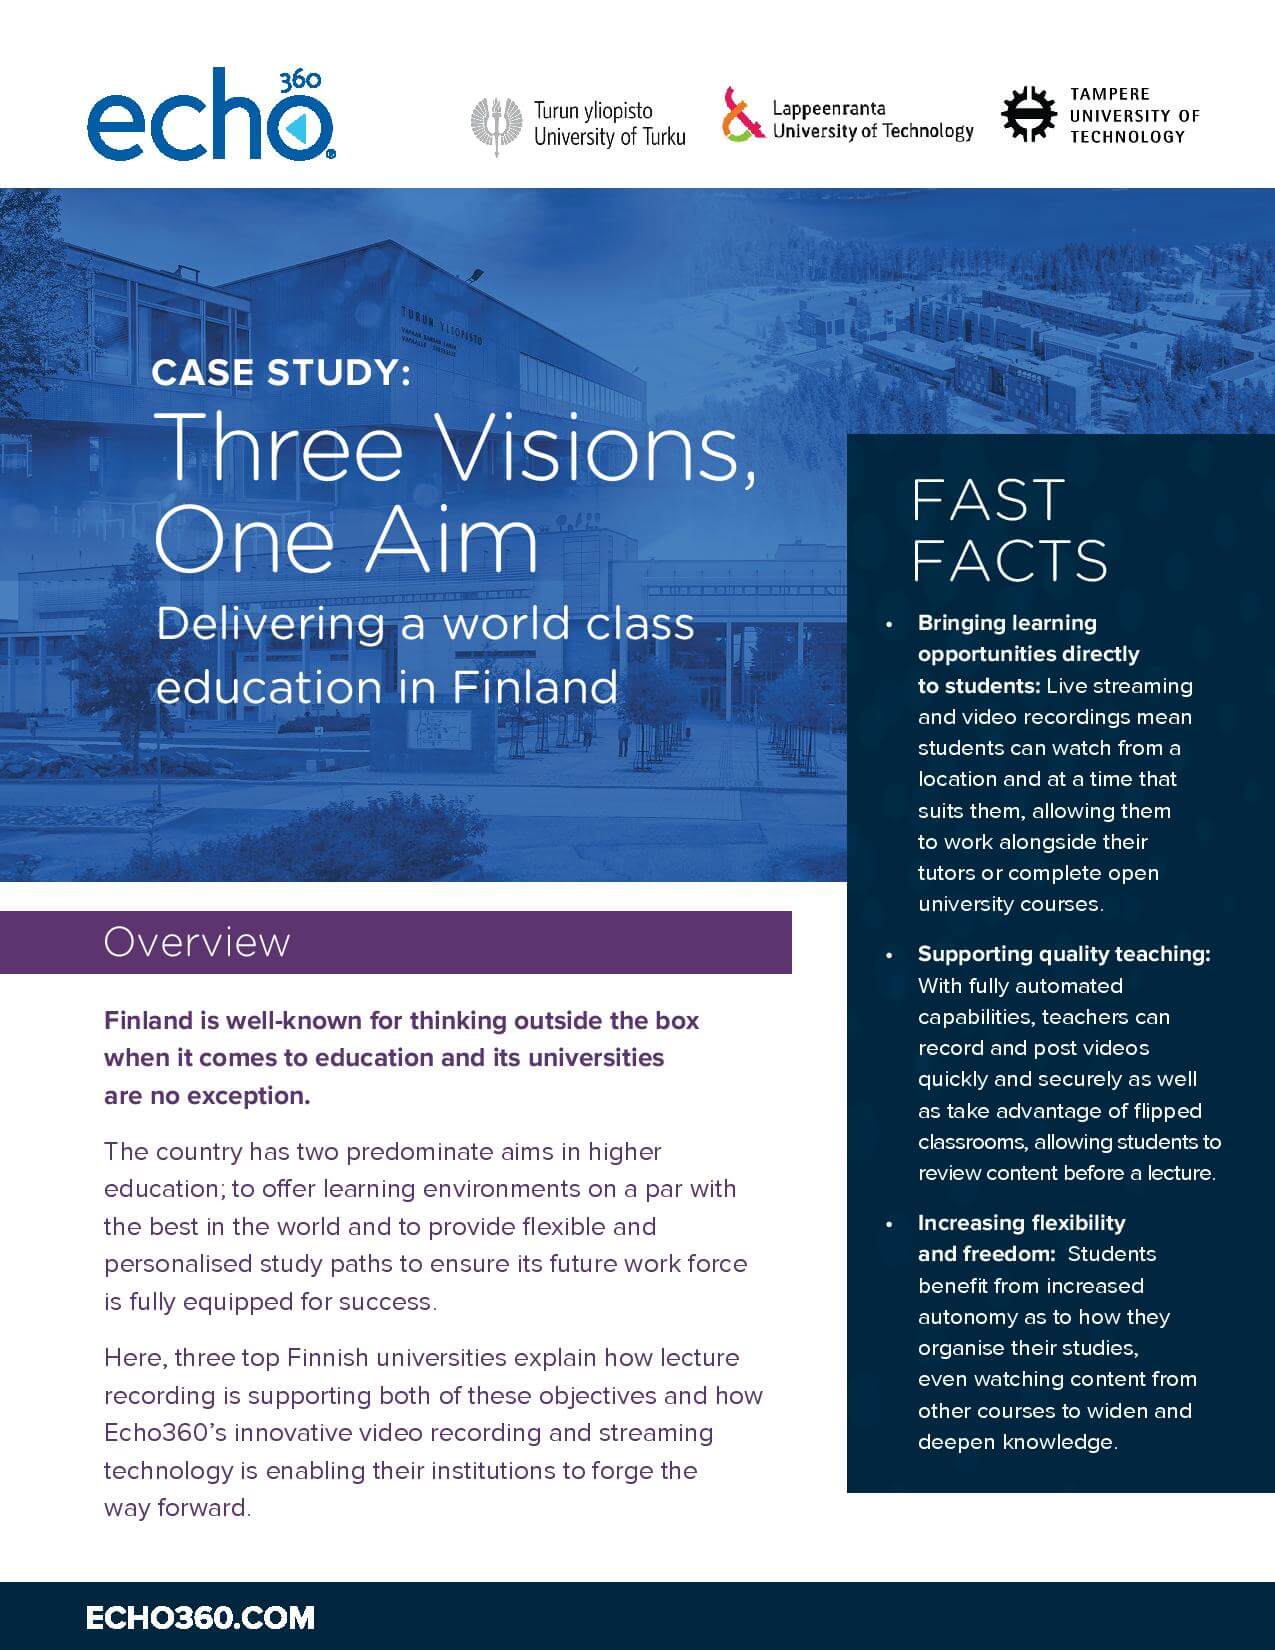 echo360®
Turun yliopisto
University of Turku
Lappeenranta
University of Technology
TAMPERE
UNIVERSITY OF
TECHNOLOGY
TURUN YLIOPISTO
CASE STUDY:
Three Visions,
One Aim
Delivering a world class
education in Finland
Overview
Finland is well-known for thinking outside the box
when it comes to education and its universities
are no exception.
The country has two predominate aims in higher
education; to offer learning environments on a par with
the best in the world and to provide flexible and
personalised study paths to ensure its future work force
is fully equipped for success.
Here, three top Finnish universities explain how lecture
recording is supporting both of these objectives and how
Echo360’s innovative video recording and streaming
technology is enabling their institutions to forge the
way forward.
FAST
FACTS
• Bringing learning
opportunities directly
to students: Live streaming
and video recordings mean
students can watch from a
location and at a time that
suits them, allowing them
to work alongside their
tutors or complete open
university courses.
• Supporting quality teaching:
With fully automated
capabilities, teachers can
record and post videos
quickly and securely as well
as take advantage of flipped
classrooms, allowing students to
review content before a lecture.
• Increasing flexibility
and freedom: Students
benefit from increased
autonomy as to how they
organise their studies,
even watching content from
other courses to widen and
deepen knowledge.
ECHO360.COM